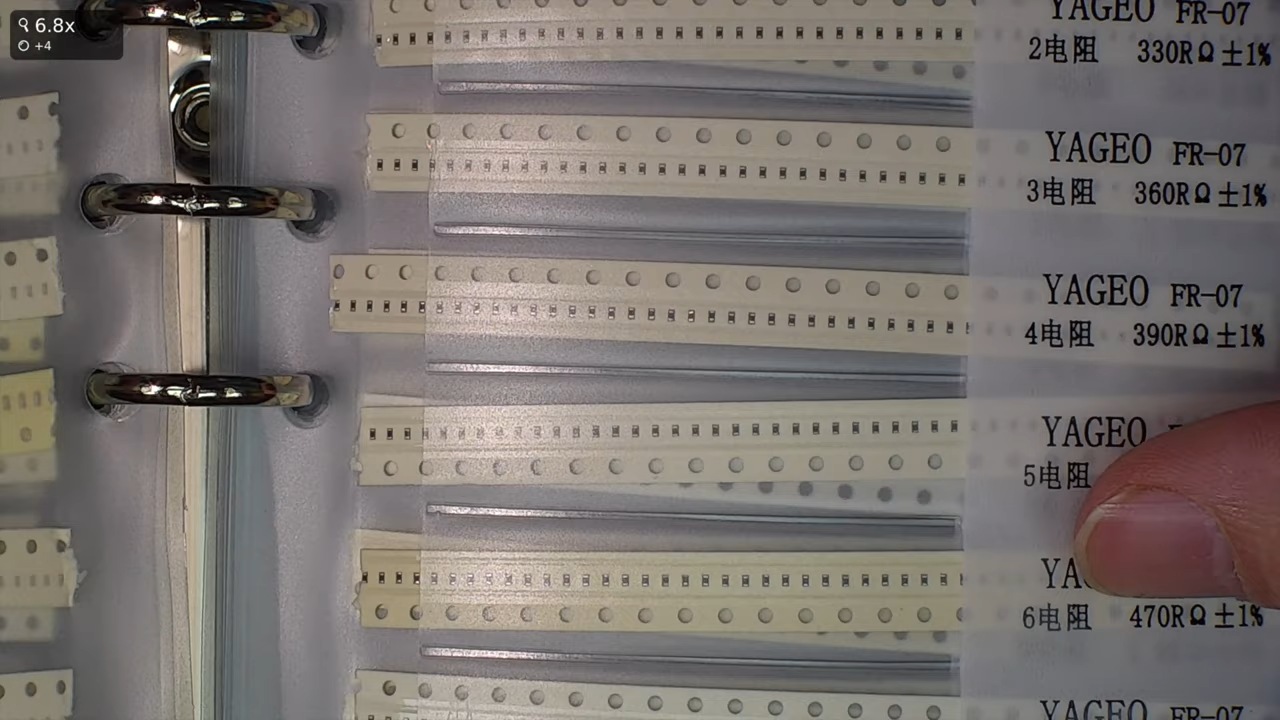 6.8x
+4
YAGEO FR-07
2电阻 330RΩ ±1%
YAGEO FR-07
3电阻 360RΩ ±1%
YAGEO FR-07
4电阻 390RΩ ±1%
YAGEO
5电阻
6电阻 470RΩ ±1%
YAGEO FR-07